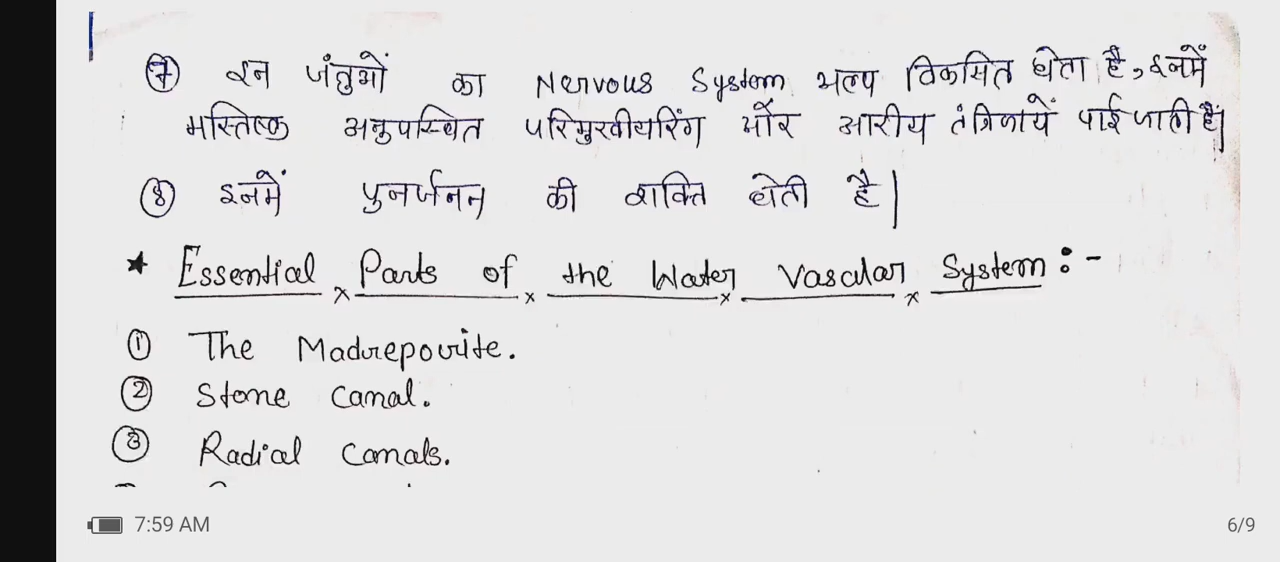 ⑦ इन जंतुओं का Nervous System अल्प विकसित होता है, इनमें
मस्तिष्क अनुपस्थित परिमुखीयरिंग और आरीय तंत्रिकायें पाई जाती हैं।
⑧ इनमें पुनर्जनन की शक्ति होती है।
★ Essential Parts of the Water Vascular System:-
① The Madrepourite.
② Stone Canal.
③ Radial Canals.
7:59 AM
6/9